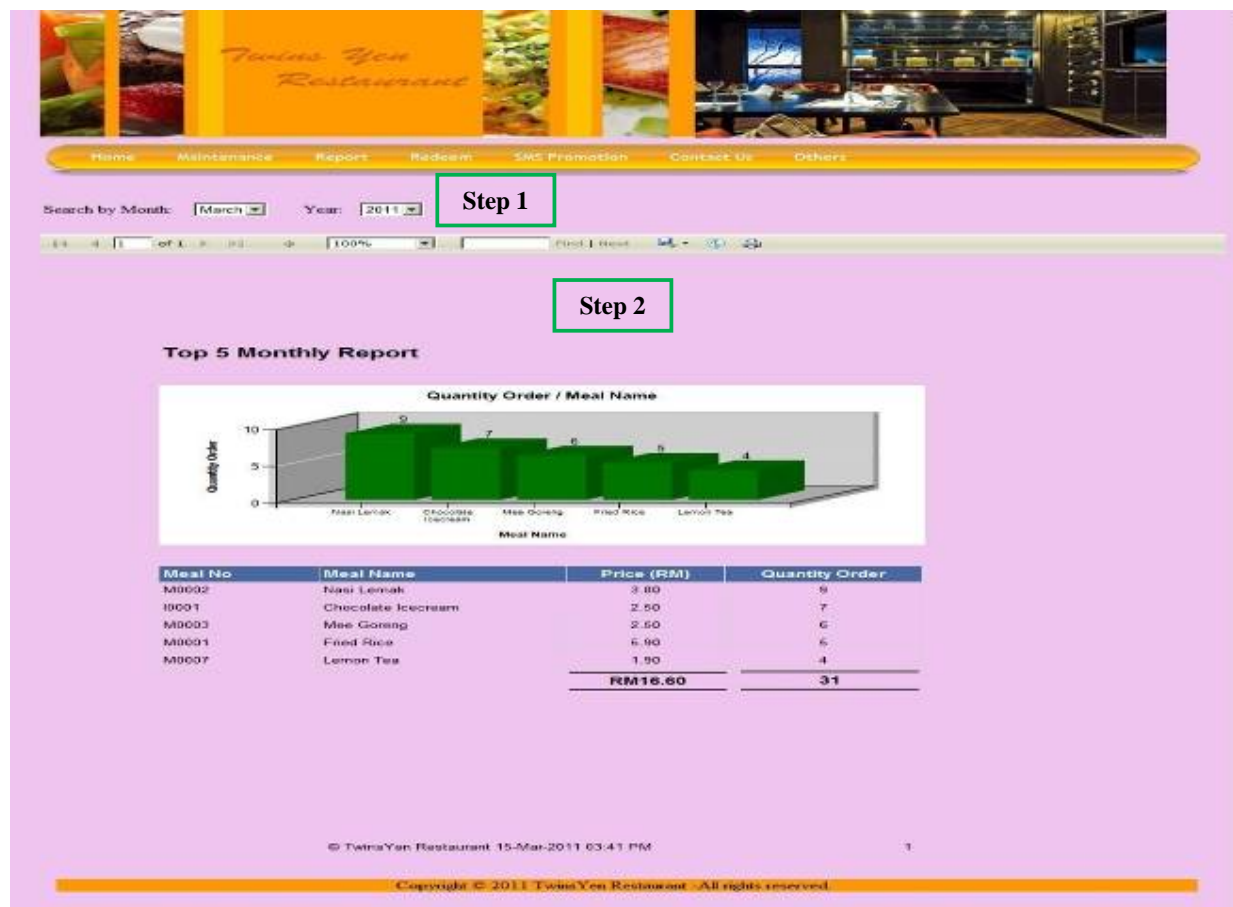 Twins Yen
Restaurant
Home Maintenance Report Redeem SMS Promotion Contact Us Others
Search by Month: March Year: 2011 Step 1
1 of 1 100% Find | Next
Step 2
Top 5 Monthly Report
Quantity Order / Meal Name
10
5
0
Quantity Order
9
7
6
5
4
Nasi Lemak Chocolate Icecream Mee Goreng Fried Rice Lemon Tea
Meal Name
Meal No Meal Name Price (RM) Quantity Order
M0002 Nasi Lemak 3.80 9
I0001 Chocolate Icecream 2.50 7
M0003 Mee Goreng 2.50 6
M0001 Fried Rice 5.90 5
M0007 Lemon Tea 1.90 4
RM16.60 31
© TwinsYen Restaurant 15-Mar-2011 03:41 PM 1
Copyright © 2011 TwinsYen Restaurant - All rights reserved.